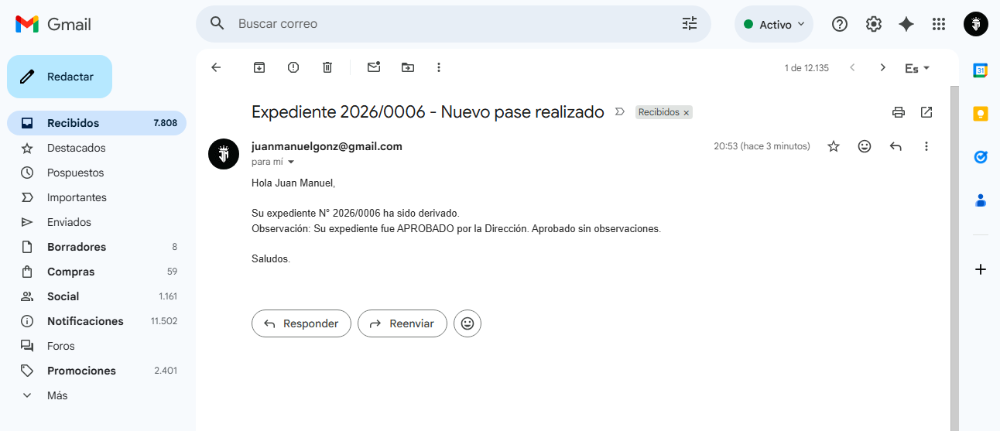 Gmail
Buscar correo
Activo
Redactar
1 de 12.135
Es
Recibidos 7.808
Destacados
Pospuestos
Importantes
Enviados
Borradores 8
Compras 59
Social 1.161
Notificaciones 11.502
Foros
Promociones 2.401
Más
Expediente 2026/0006 - Nuevo pase realizado
Recibidos ×
juanmanuelgonz@gmail.com
20:53 (hace 3 minutos)
para mí
Hola Juan Manuel,
Su expediente N° 2026/0006 ha sido derivado.
Observación: Su expediente fue APROBADO por la Dirección. Aprobado sin observaciones.
Saludos.
Responder
Reenviar
31